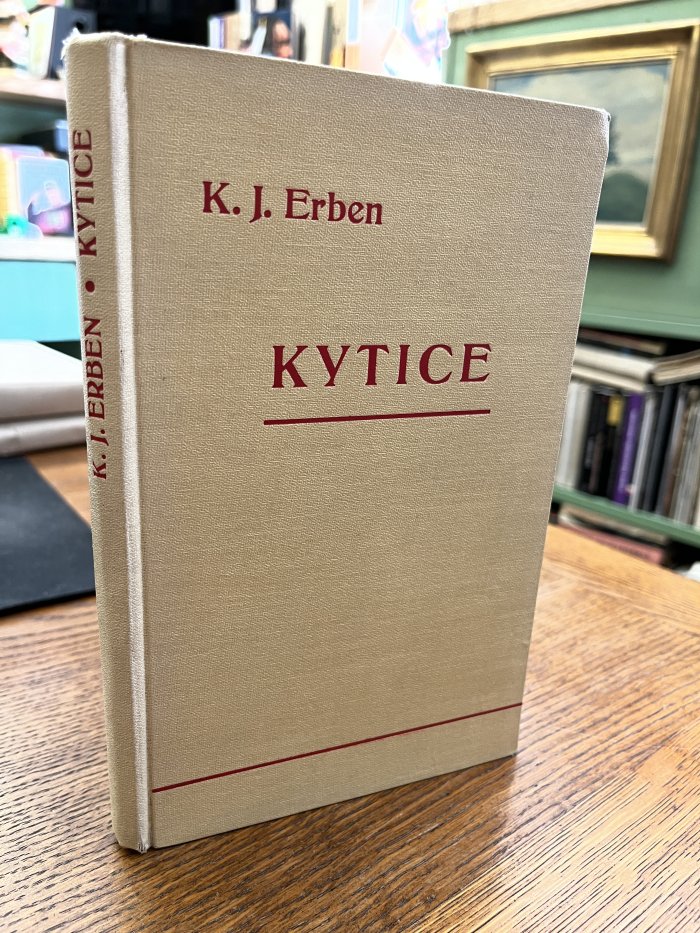 K. J. Erben
KYTICE
K. J. ERBEN • KYTICE